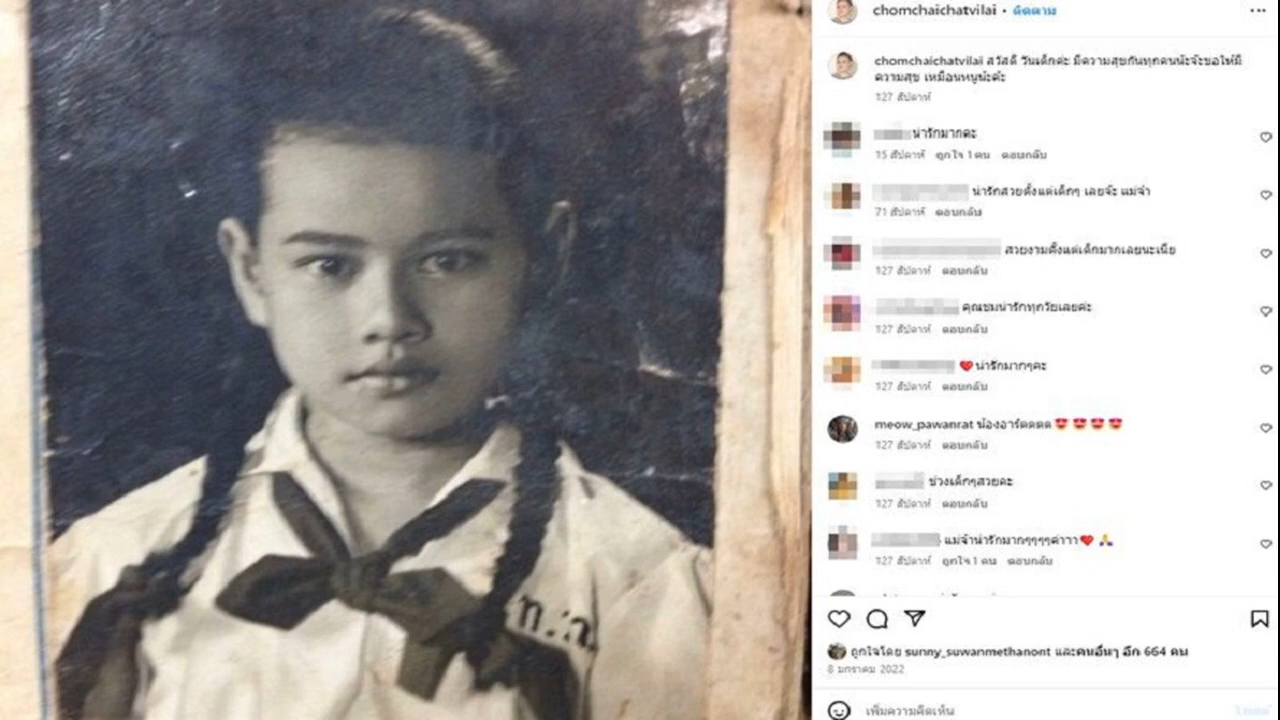 chomchaichatvilai • ติดตาม
chomchaichatvilai สวัสดี วันเด็กค่ะ มีความสุขกันทุกคนน๊ะจ๊ะขอให้มี
ความสุข เหมือนหนูน๊ะค๊ะ
127 สัปดาห์
น่ารักมากคะ
15 สัปดาห์ ถูกใจ 1 คน ตอบกลับ
น่ารักสวยตั้งแต่เด็กๆ เลยจ๊ะ แม่จ๋า
71 สัปดาห์ ตอบกลับ
สวยงามตั้งแต่เด็กมากเลยนะเนี่ย
127 สัปดาห์ ตอบกลับ
คุณชมน่ารักทุกวัยเลยค่ะ
127 สัปดาห์ ตอบกลับ
❤️น่ารักมากๆคะ
127 สัปดาห์ ตอบกลับ
meow_pawanrat น้องอาร์ตตตต😍😍😍😍
127 สัปดาห์ ตอบกลับ
ช่วงเด็กๆสวยคะ
127 สัปดาห์ ตอบกลับ
แม่จ๋าน่ารักมากๆๆๆๆค่าาา❤️🙏
127 สัปดาห์ ถูกใจ 1 คน ตอบกลับ
ถูกใจโดย sunny_suwanmethanont และคนอื่นๆ อีก 664 คน
8 มกราคม 2022
เพิ่มความคิดเห็น
โพสต์